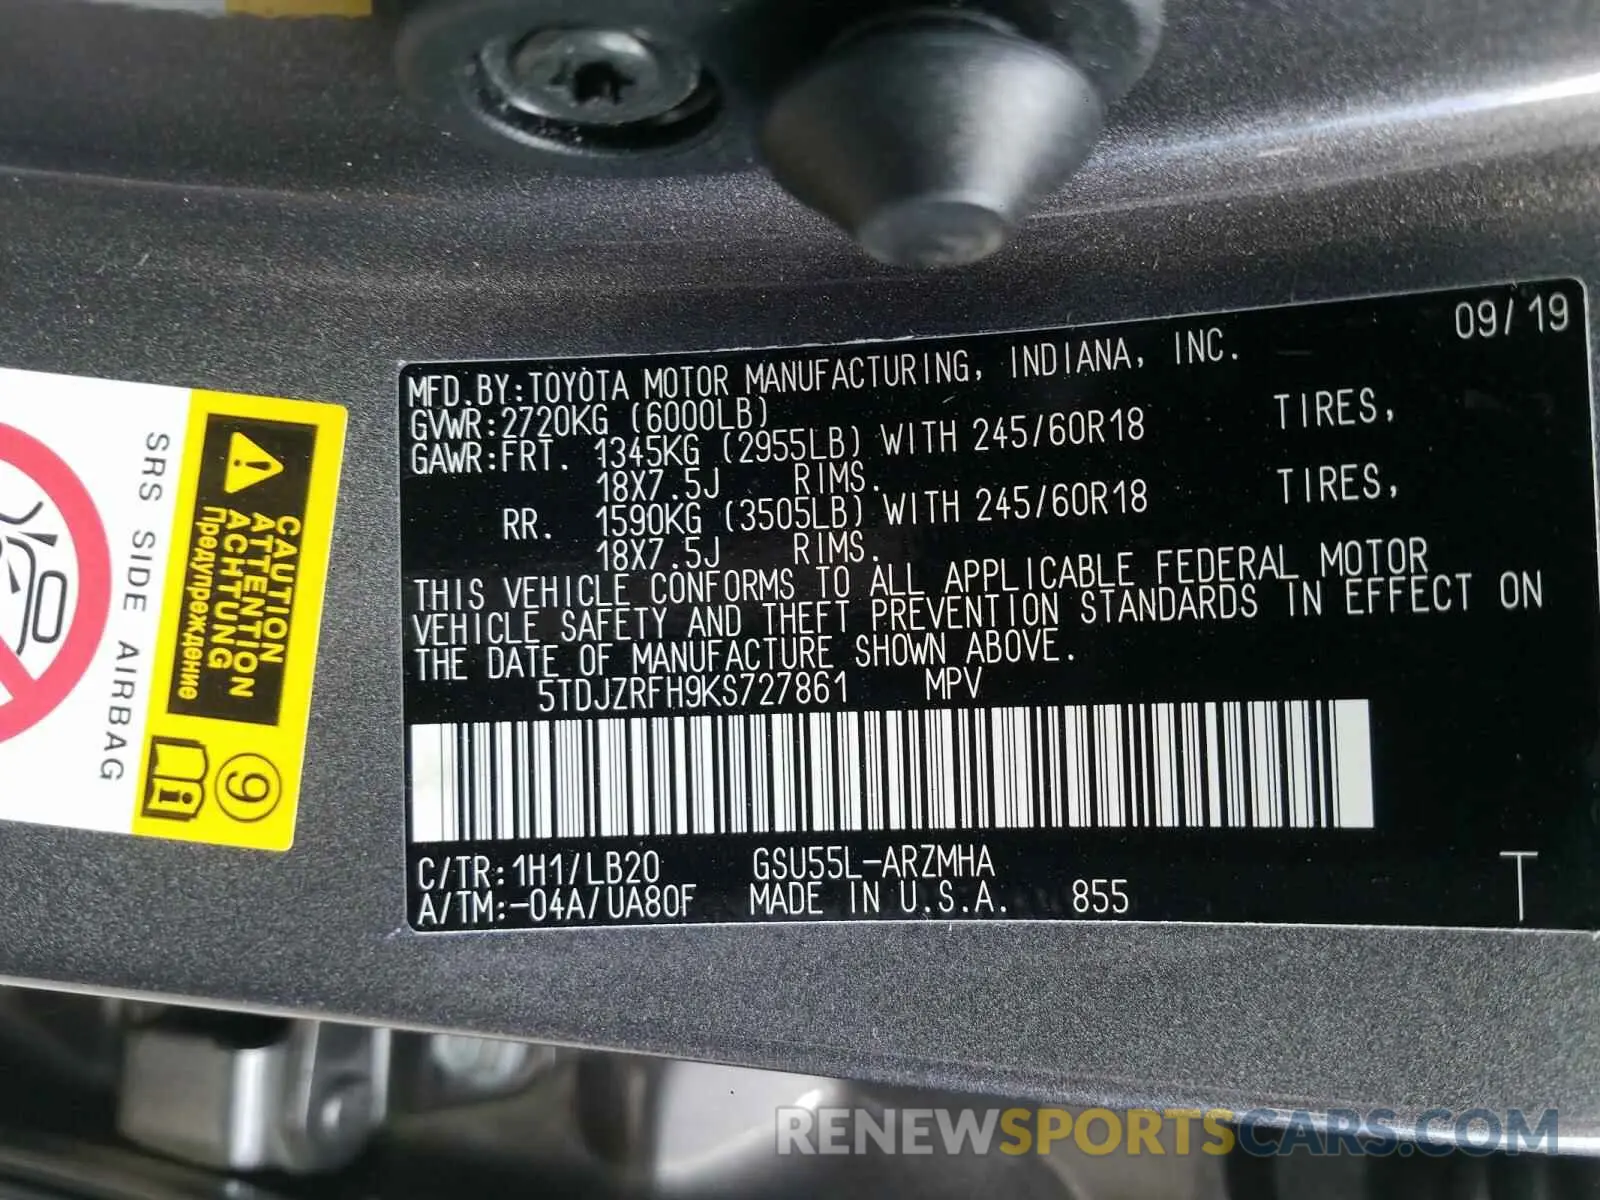 09/19
MFD.BY:TOYOTA MOTOR MANUFACTURING, INDIANA, INC.
GVWR:2720KG (6000LB)
GAWR:FRT. 1345KG (2955LB) WITH 245/60R18 TIRES,
18X7.5J RIMS.
RR. 1590KG (3505LB) WITH 245/60R18 TIRES,
18X7.5J RIMS.
THIS VEHICLE CONFORMS TO ALL APPLICABLE FEDERAL MOTOR
VEHICLE SAFETY AND THEFT PREVENTION STANDARDS IN EFFECT ON
THE DATE OF MANUFACTURE SHOWN ABOVE.
5TDJZRFH9KS727861 MPV
C/TR:1H1/LB20 GSU55L-ARZMHA
A/TM:-04A/UA80F MADE IN U.S.A. 855
T
CAUTION
ATTENTION
ACHTUNG
Предупреждение
9
SRS SIDE AIRBAG
RENEWSPORTSCARS.COM